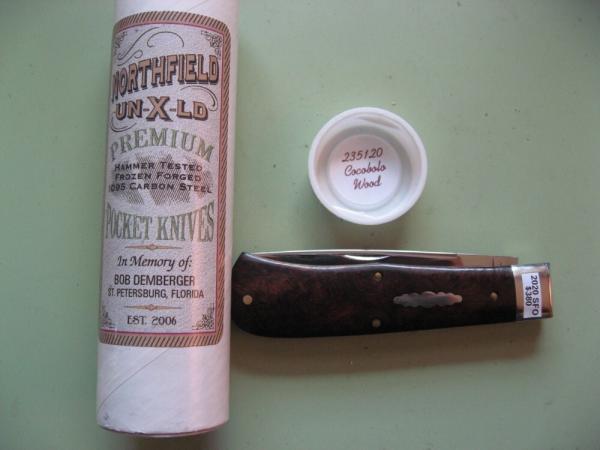 NORTHFIELD
UN-X-LD
PREMIUM
HAMMER TESTED
FROZEN FORGED
1095 CARBON STEEL
POCKET KNIVES
In Memory of:
BOB DEMBERGER
ST. PETERSBURG, FLORIDA
EST. 2006
235120
Cocobolo
Wood
2020 SFO
$380